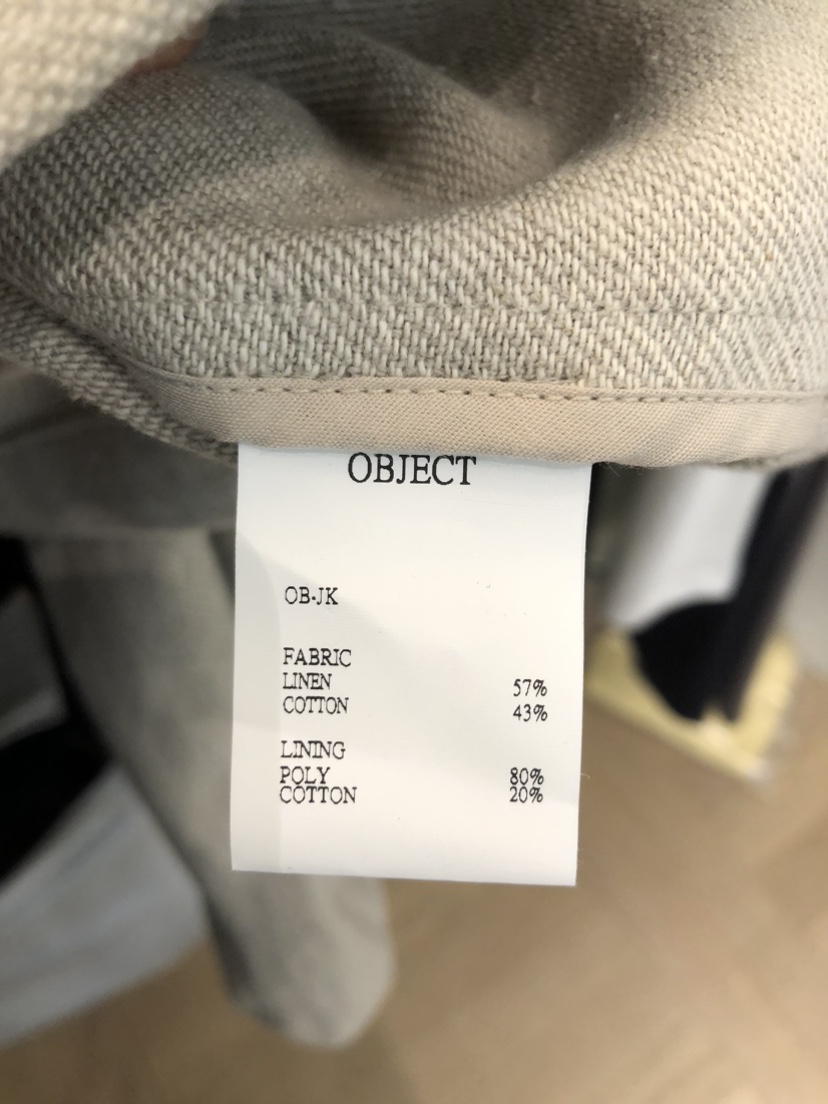 OBJECT
OB-JK
FABRIC
LINEN 57%
COTTON 43%
LINING
POLY 80%
COTTON 20%